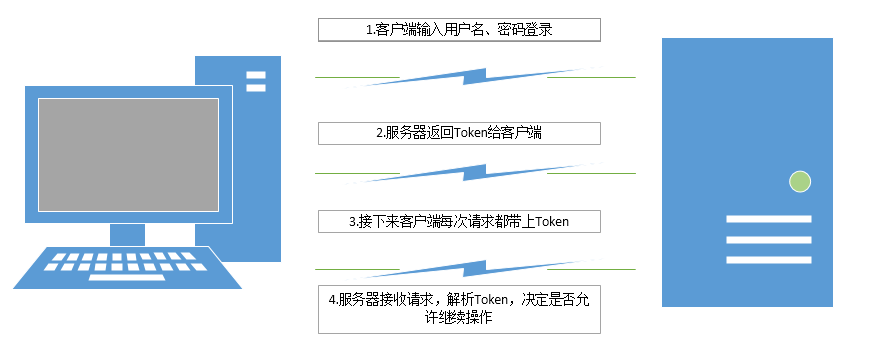 1.客户端输入用户名、密码登录
2.服务器返回Token给客户端
3.接下来客户端每次请求都带上Token
4.服务器接收请求，解析Token，决定是否允
许继续操作